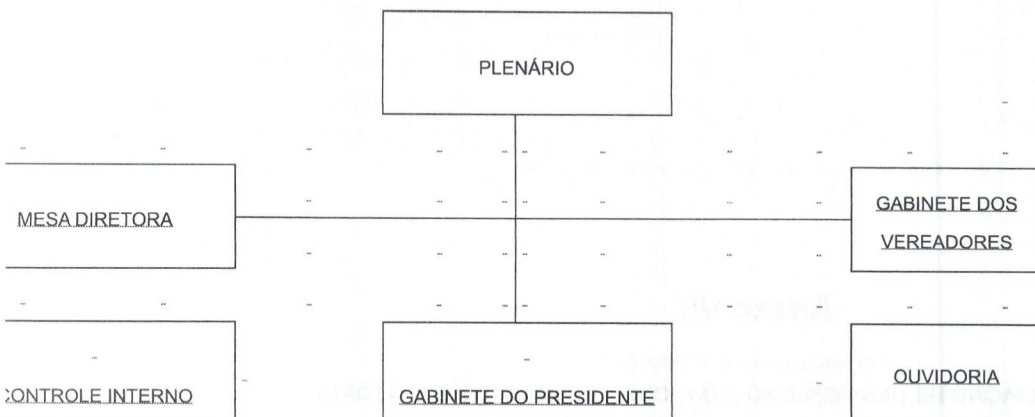 PLENÁRIO
MESA DIRETORA
GABINETE DOS
VEREADORES
CONTROLE INTERNO
GABINETE DO PRESIDENTE
OUVIDORIA